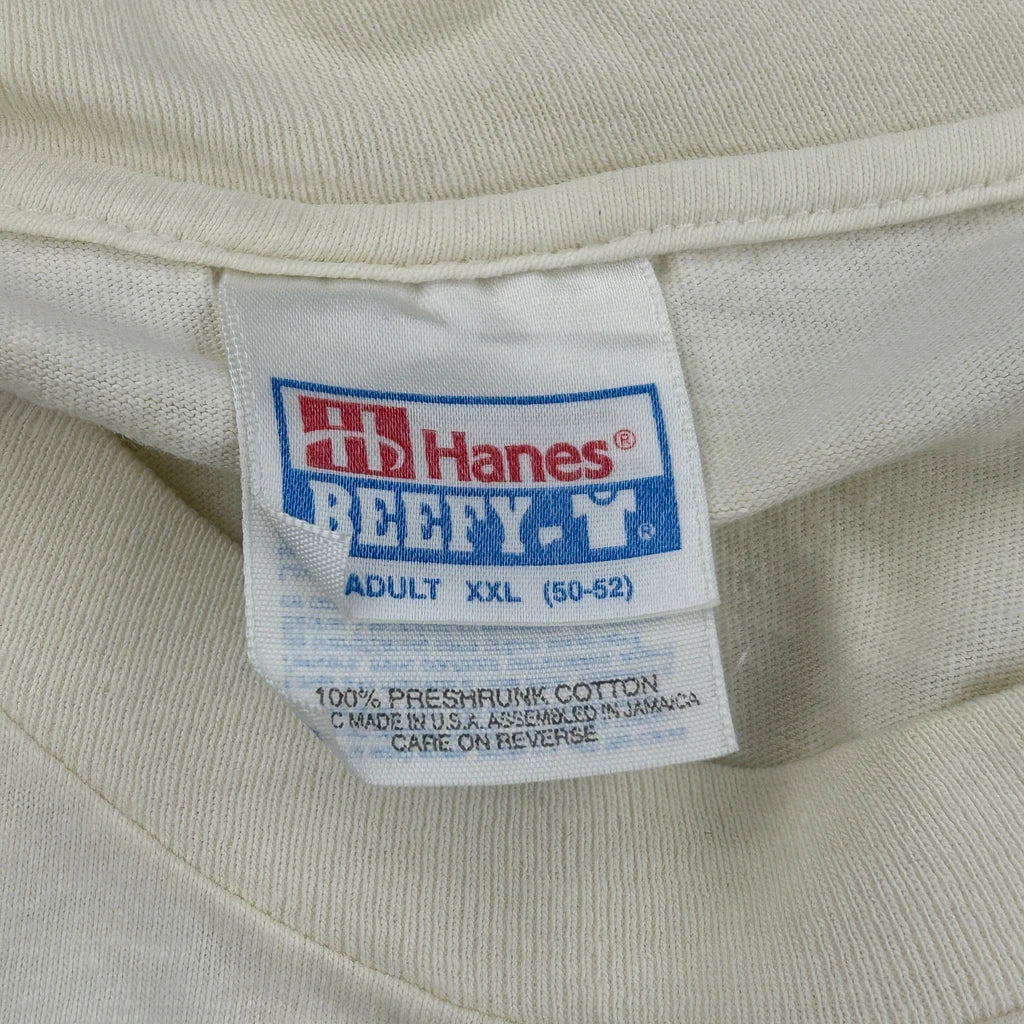 Hanes®
BEEFY-T®
ADULT XXL (50-52)
100% PRESHRUNK COTTON
C MADE IN U.S.A. ASSEMBLED IN JAMAICA
CARE ON REVERSE